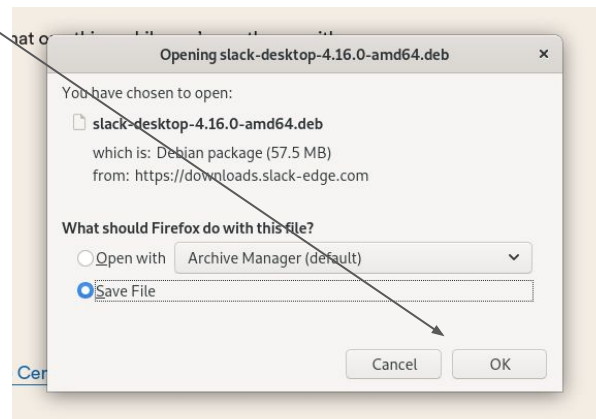 Opening slack-desktop-4.16.0-amd64.deb ×
You have chosen to open:
slack-desktop-4.16.0-amd64.deb
which is: Debian package (57.5 MB)
from: https://downloads.slack-edge.com
What should Firefox do with this file?
Open with Archive Manager (default)
Save File
Cancel OK
Cer